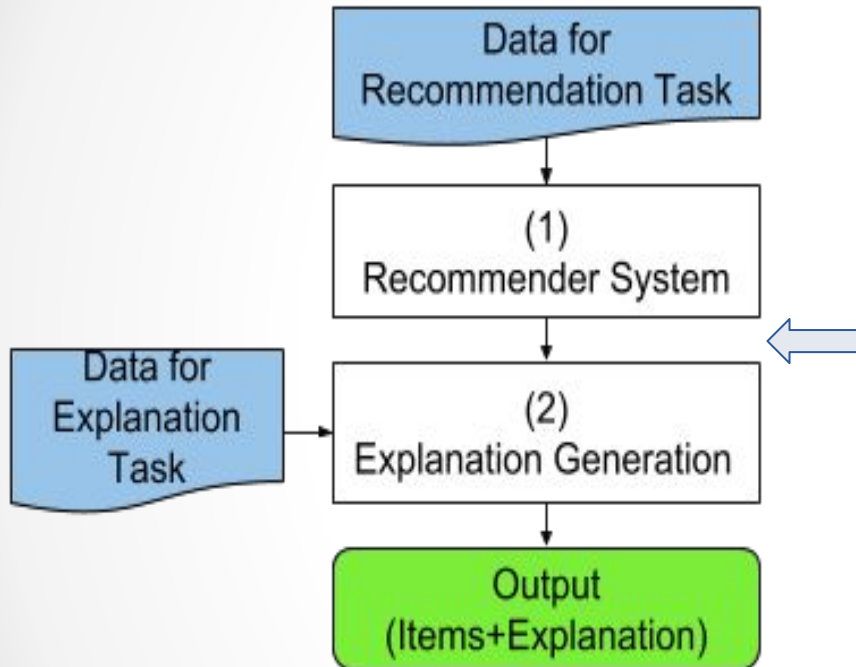 Data for
Recommendation Task
(1)
Recommender System
Data for
Explanation
Task
(2)
Explanation Generation
Output
(Items+Explanation)